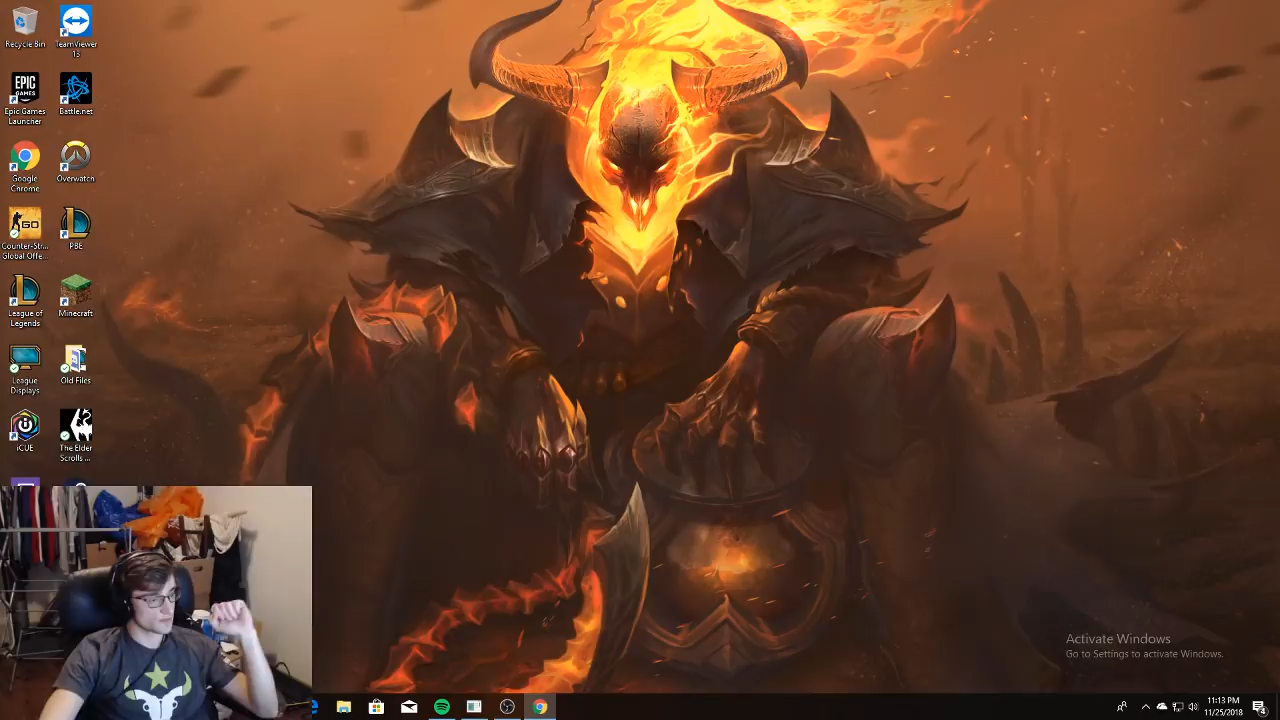 Recycle Bin
TeamViewer
15
EPIC
GAMES
Epic Games
Launcher
Battle.net
Google
Chrome
Overwatch
GO
Counter-Str...
Global Offe...
PBE
League of
Legends
Minecraft
League
Displays
Old Files
iCUE
The Elder
Scrolls ...
Activate Windows
Go to Settings to activate Windows.
11:13 PM
11/25/2018